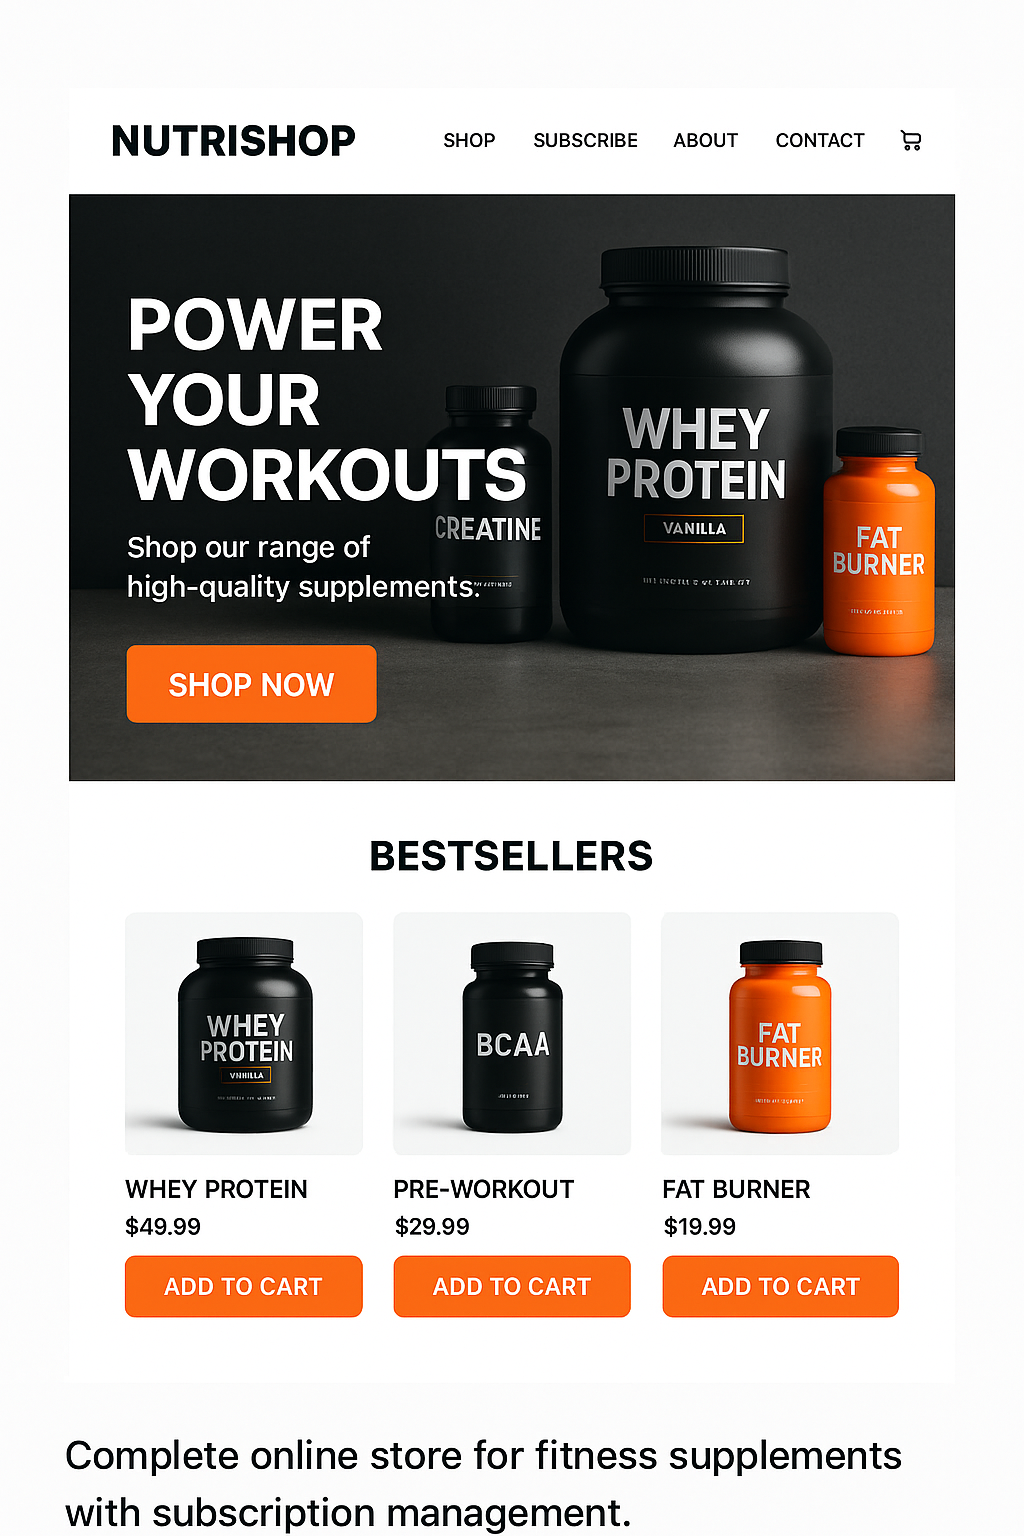 NUTRISHOP
SHOP SUBSCRIBE ABOUT CONTACT
POWER
YOUR
WORKOUTS
Shop our range of
high-quality supplements.
SHOP NOW
CREATINE
WHEY
PROTEIN
VANILLA
FAT
BURNER
BESTSELLERS
WHEY
PROTEIN
VNHILLA
BCAA
FAT
BURNER
WHEY PROTEIN
$49.99
ADD TO CART
PRE-WORKOUT
$29.99
ADD TO CART
FAT BURNER
$19.99
ADD TO CART
Complete online store for fitness supplements
with subscription management.